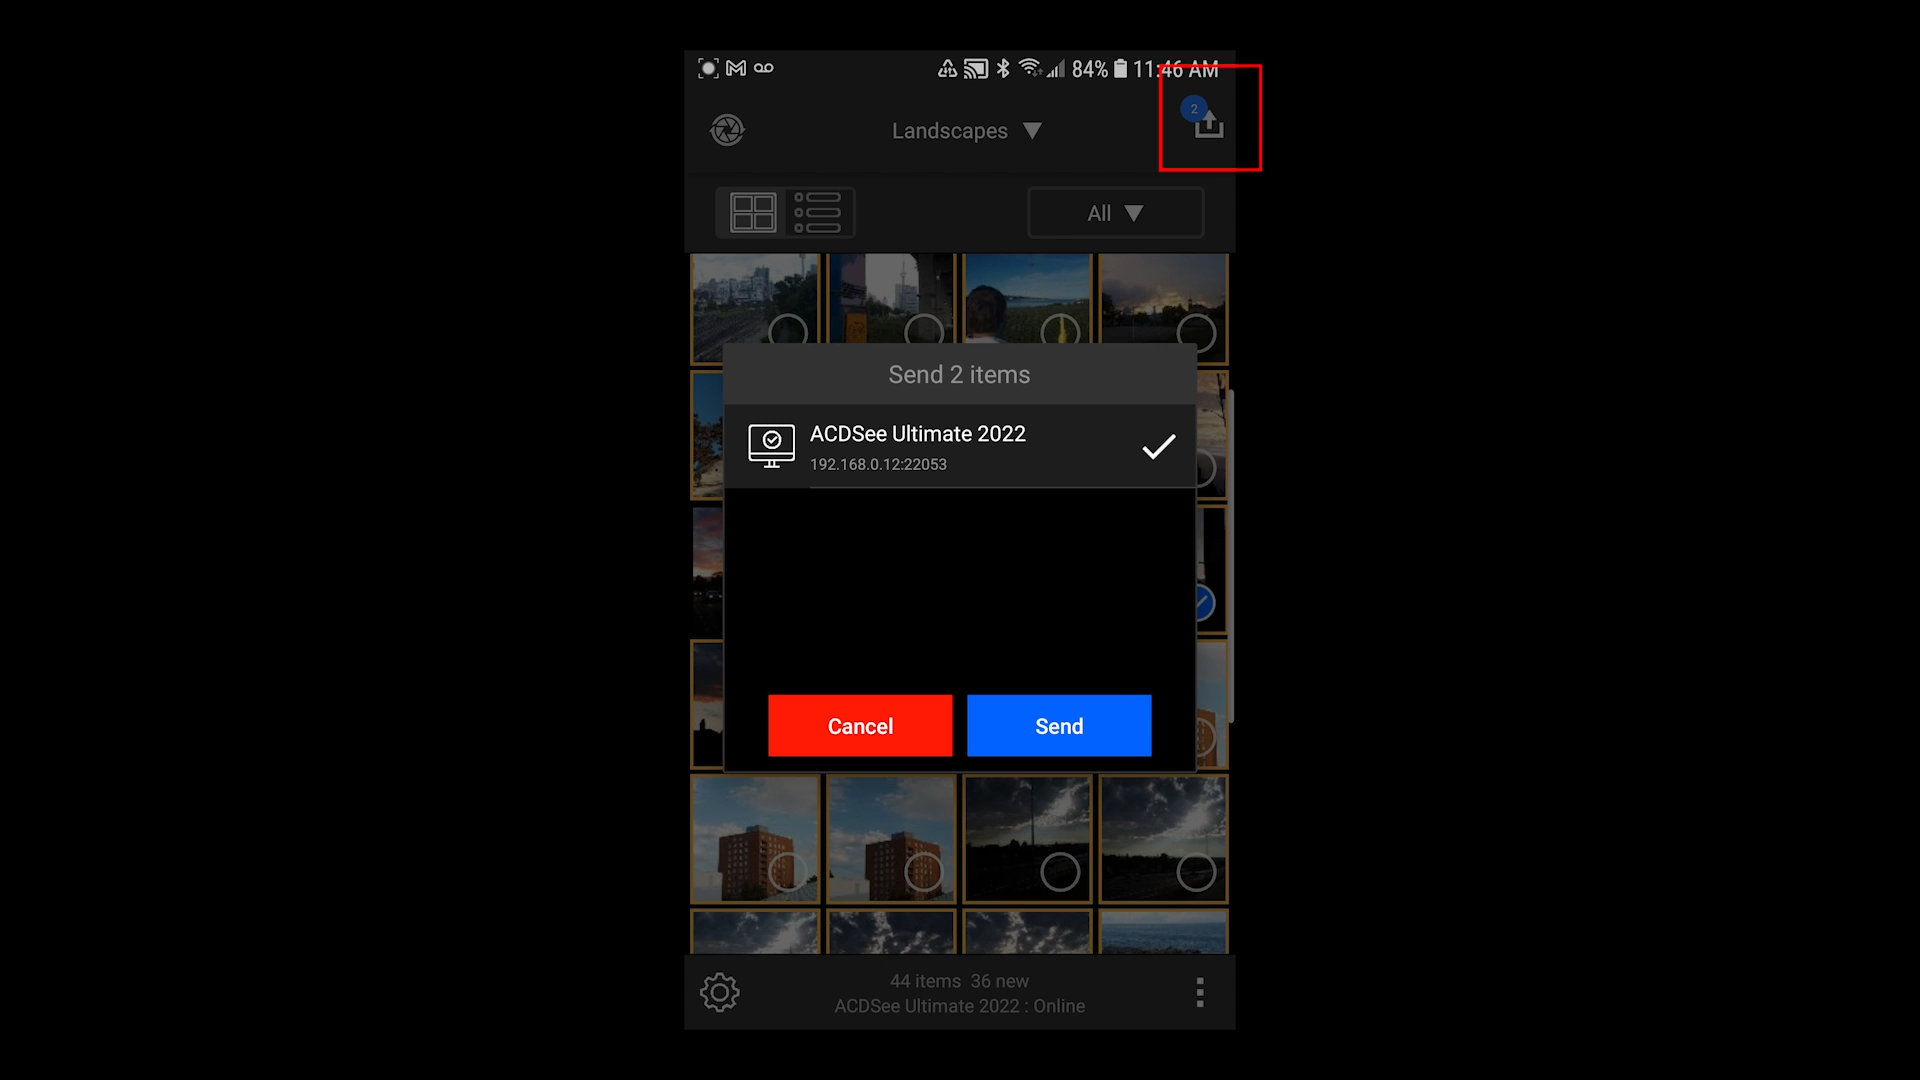 84% 11:46 AM
2
Landscapes
All
Send 2 items
ACDSee Ultimate 2022
192.168.0.12:22053
Cancel
Send
44 items 36 new
ACDSee Ultimate 2022 : Online